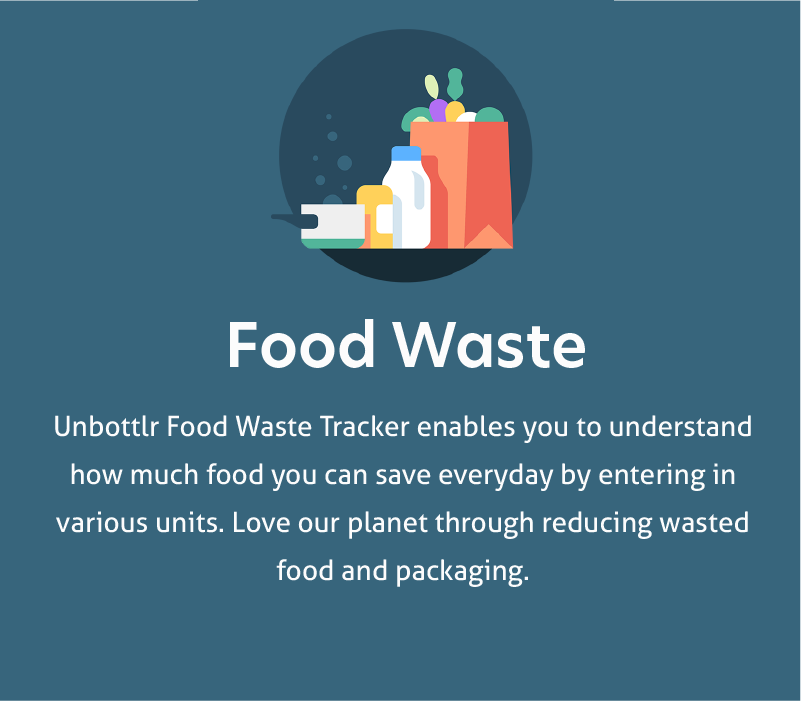 Food Waste
Unbottlr Food Waste Tracker enables you to understand
how much food you can save everyday by entering in
various units. Love our planet through reducing wasted
food and packaging.